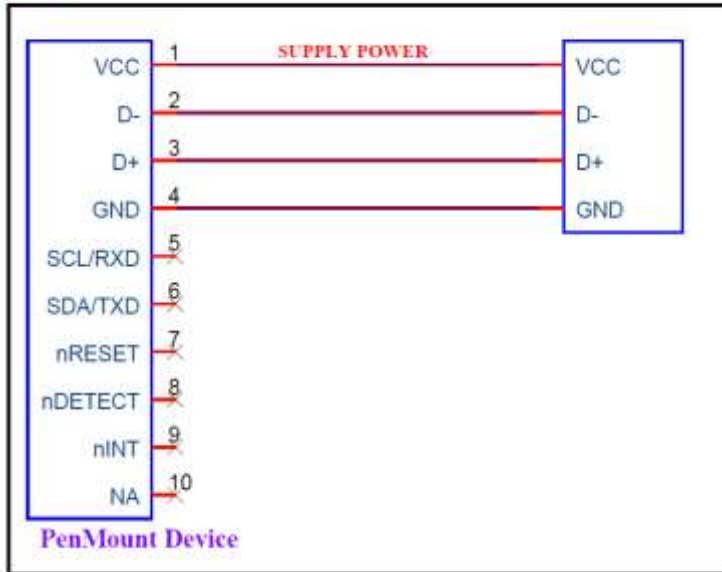 SUPPLY POWER
VCC 1 VCC
D- 2 D-
D+ 3 D+
GND 4 GND
SCL/RXD 5
SDA/TXD 6
nRESET 7
nDETECT 8
nINT 9
NA 10
PenMount Device